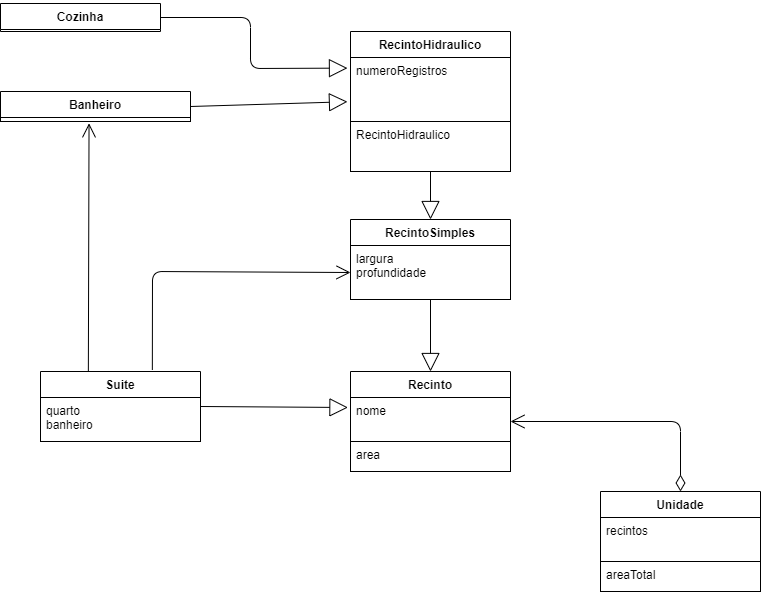 Cozinha
RecintoHidraulico
numeroRegistros
Banheiro
RecintoHidraulico
RecintoSimples
largura
profundidade
Suite
quarto
banheiro
Recinto
nome
area
Unidade
recintos
areaTotal